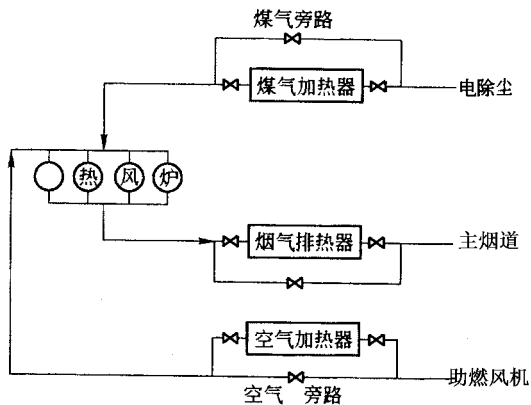 煤气旁路
煤气加热器
电除尘
热 风 炉
烟气排热器
主烟道
空气加热器
助燃风机
空气 旁路